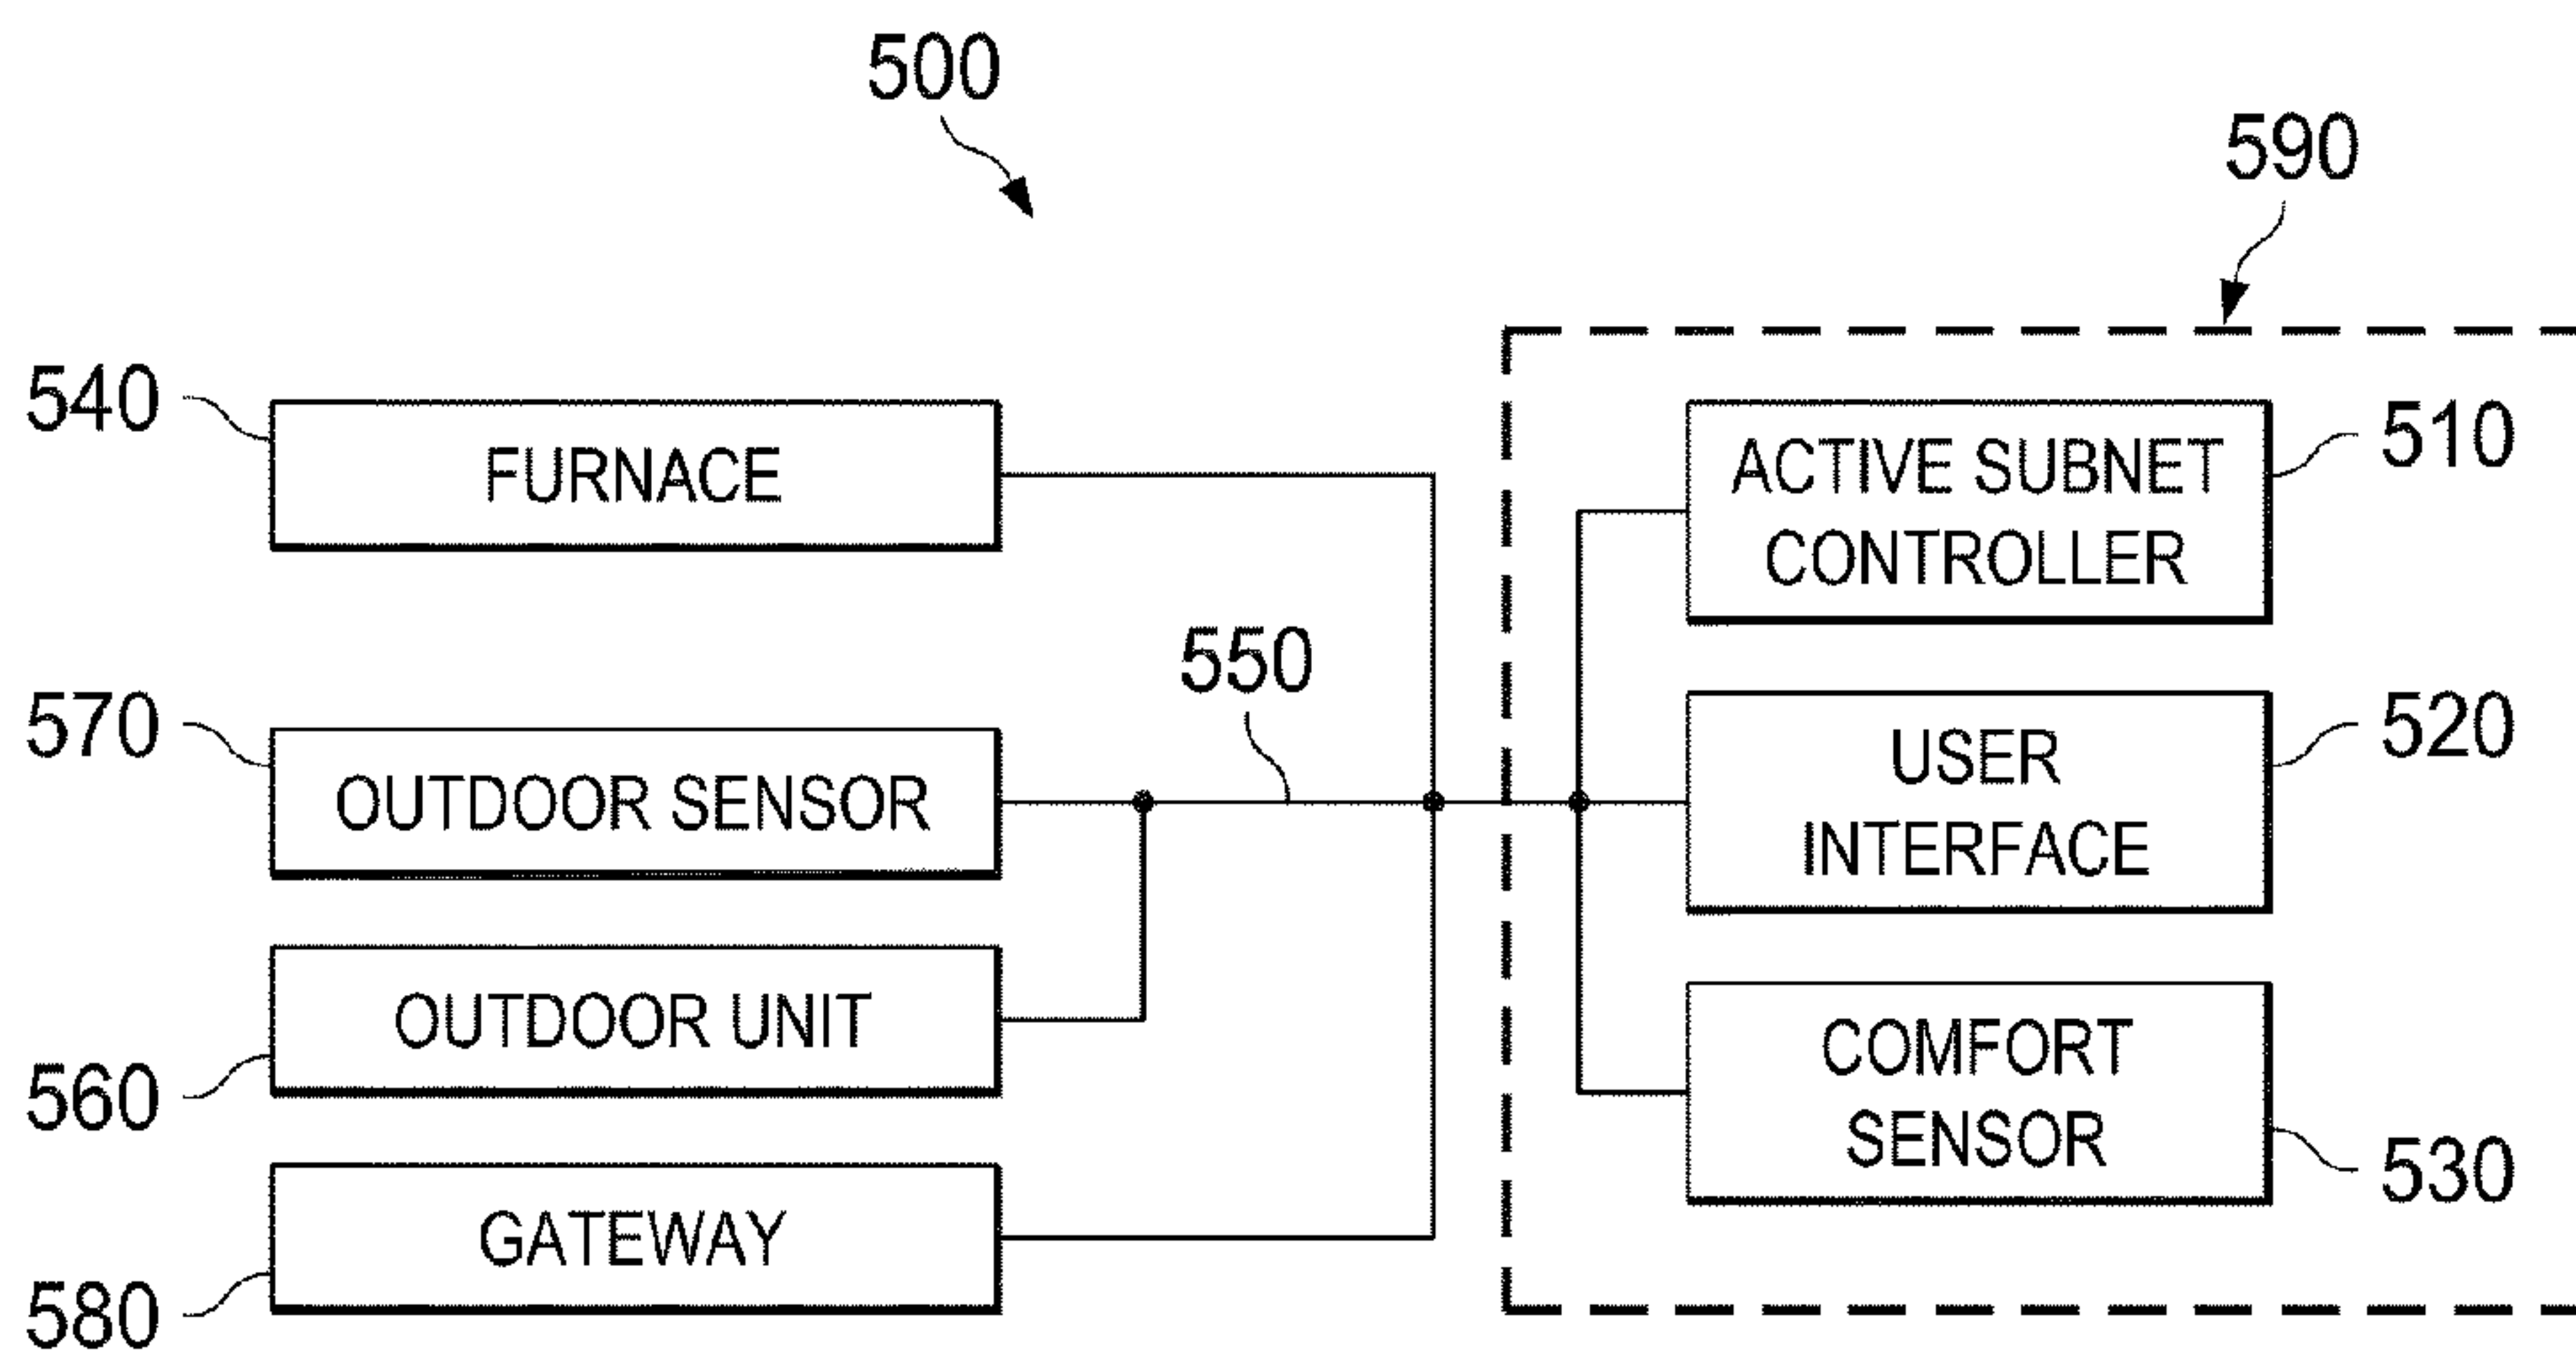 500
590
540
FURNACE
ACTIVE SUBNET
CONTROLLER
510
550
570
OUTDOOR SENSOR
USER
INTERFACE
520
OUTDOOR UNIT
560
COMFORT
SENSOR
530
GATEWAY
580